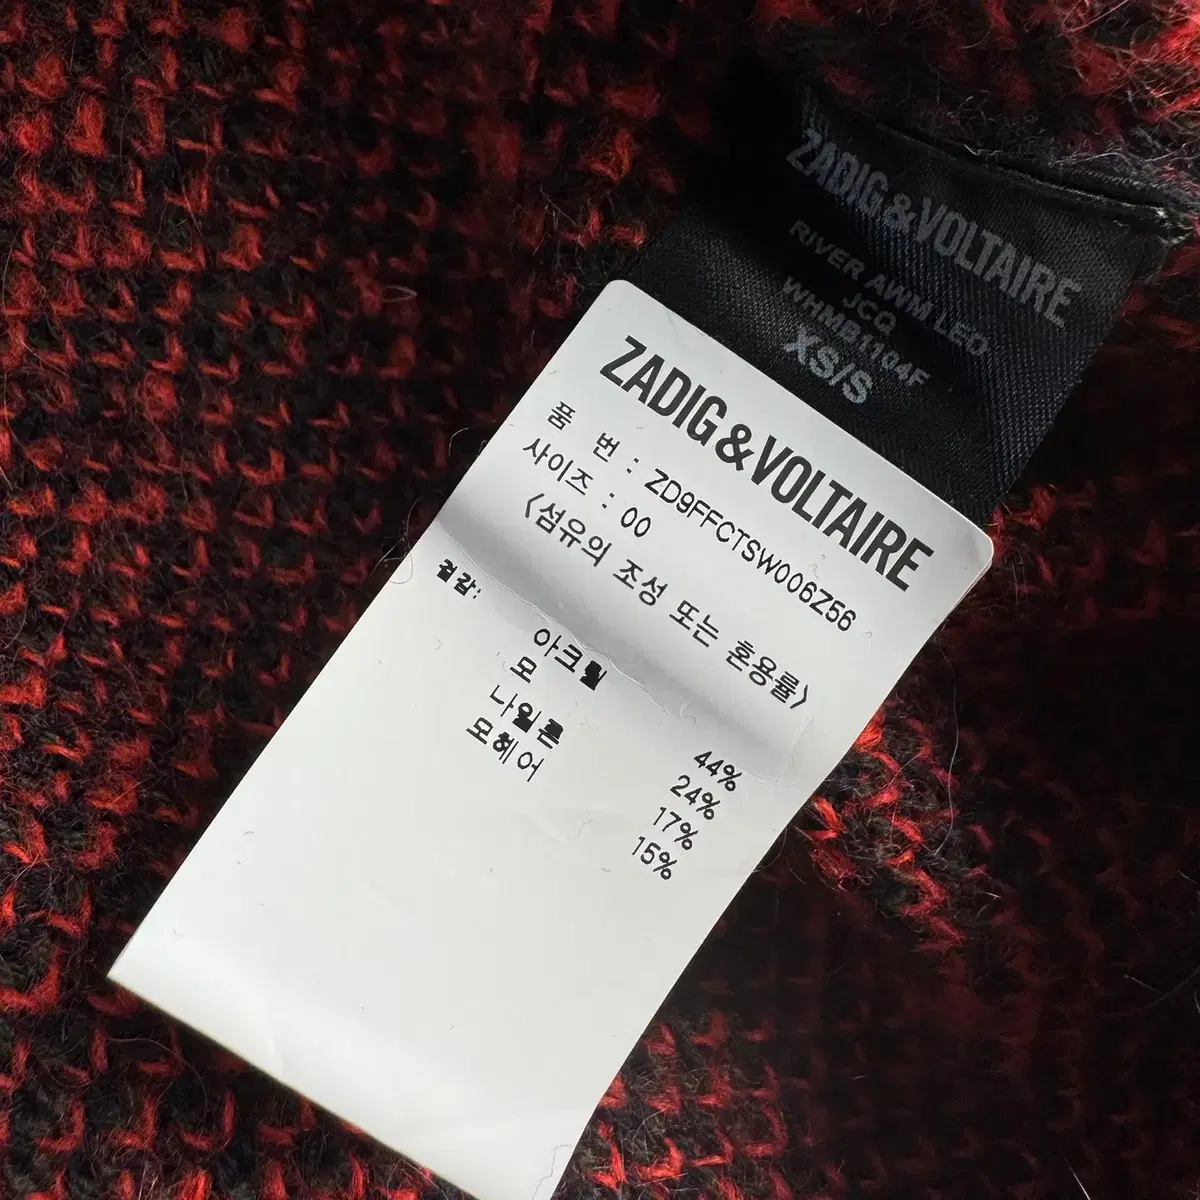 ZADIG&VOLTAIRE
RIVER AWM LEO
JCQ
WHMB1104F
XS/S
ZADIG&VOLTAIRE
품 번 : ZD9FFCTSW006Z56
사이즈 : 00
<섬유의 조성 또는 혼용률>
겉감:
아크릴 44%
모 24%
나일론 17%
모헤어 15%